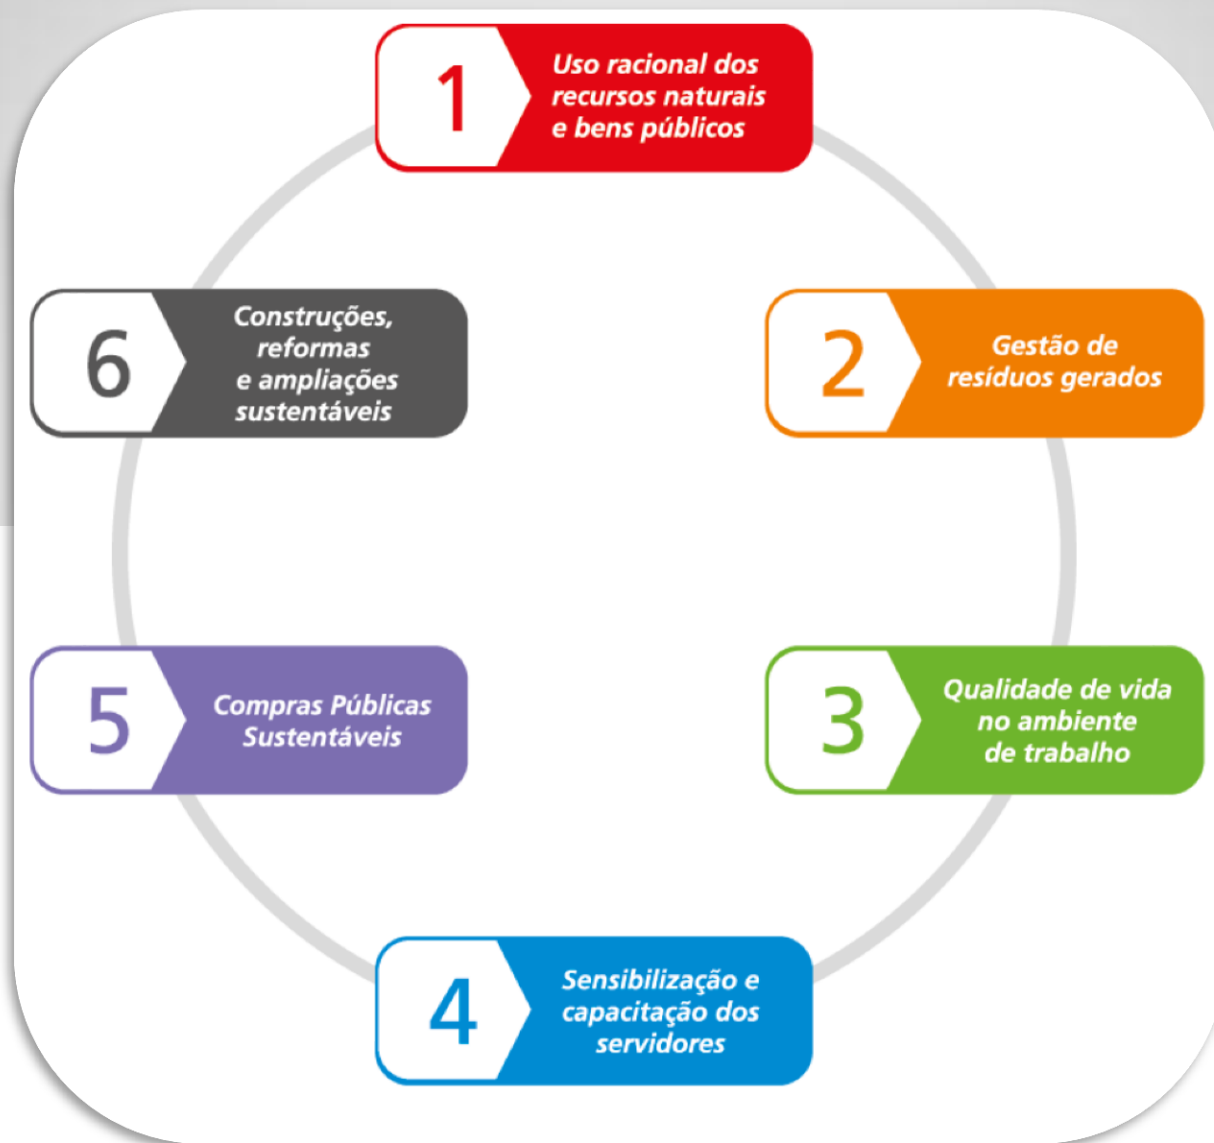 1
Uso racional dos
recursos naturais
e bens públicos
2
Gestão de
resíduos gerados
3
Qualidade de vida
no ambiente
de trabalho
4
Sensibilização e
capacitação dos
servidores
5
Compras Públicas
Sustentáveis
6
Construções,
reformas
e ampliações
sustentáveis